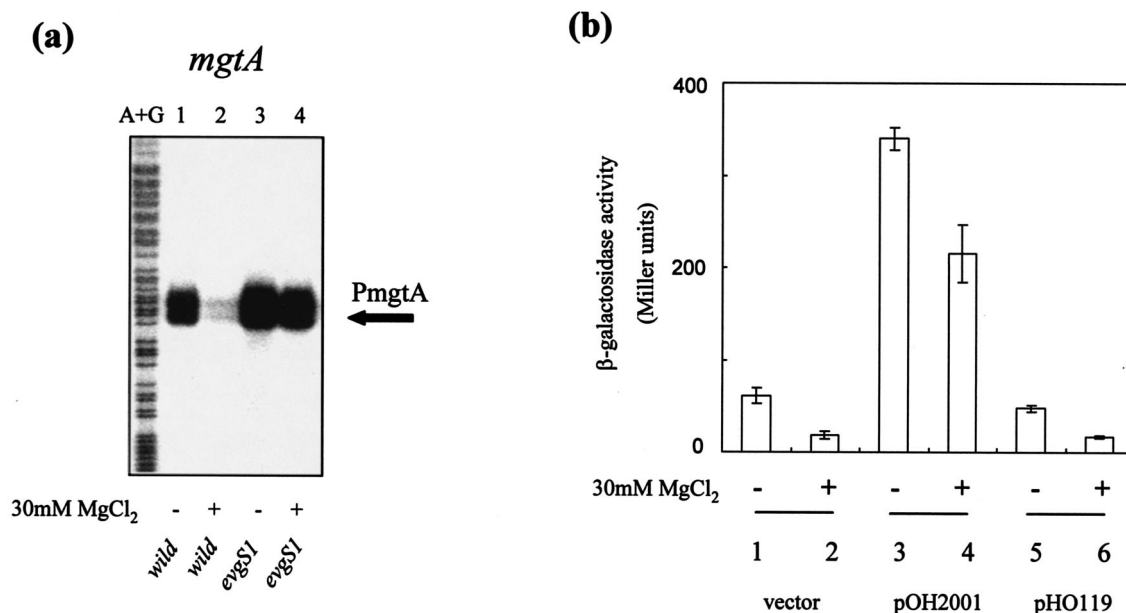 (a)
mgtA
A+G 1 2 3 4
PmgtA
30mM MgCl2 - + - +
wild wild evgS1 evgS1
(b)
β-galactosidase activity
(Miller units)
400
200
0
30mM MgCl2 - + - + - +
1 2 3 4 5 6
vector pOH2001 pHO119